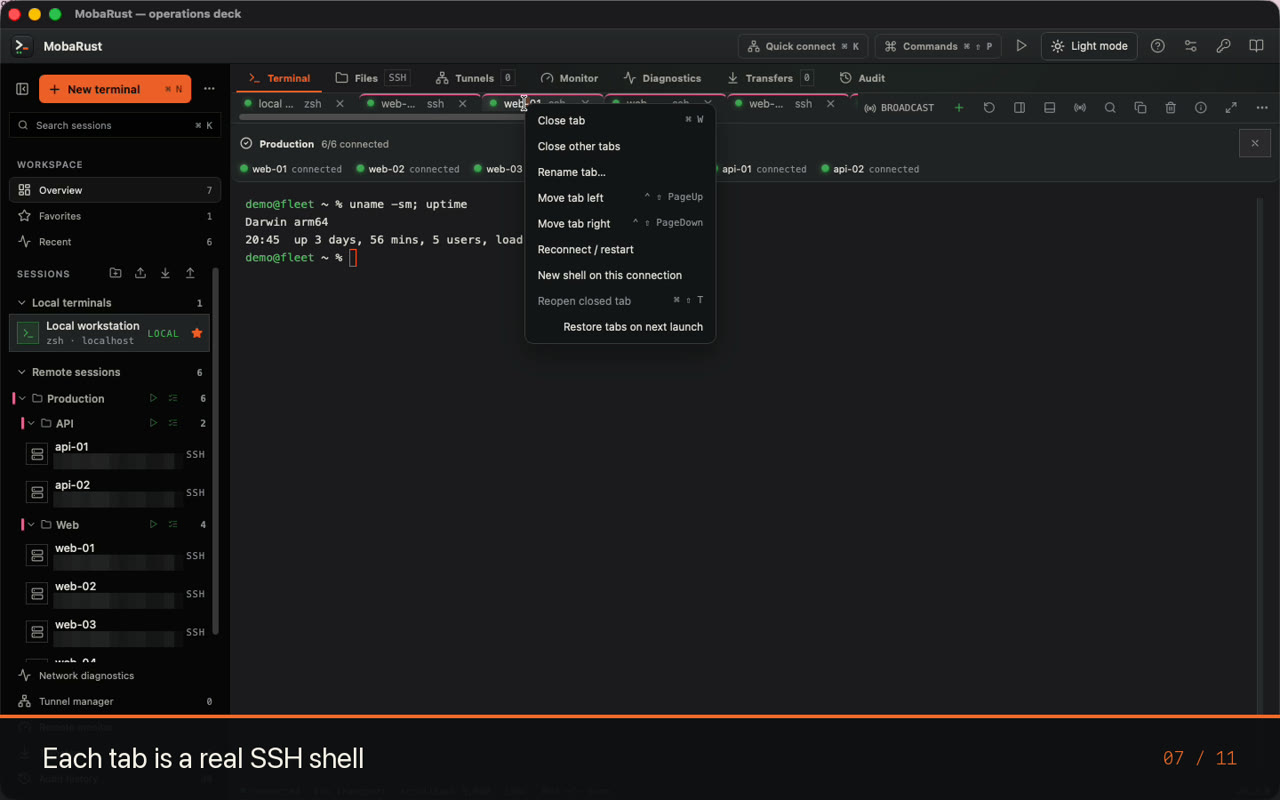 MobaRust — operations deck
MobaRust
Quick connect ⌘ K
Commands ⌘ ⇧ P
Light mode
New terminal ⌘ N
Search sessions ⌘ K
WORKSPACE
Overview 7
Favorites 1
Recent 6
SESSIONS
Local terminals 1
Local workstation
zsh · localhost
LOCAL
Remote sessions 6
Production 6
API 2
api-01
SSH
api-02
SSH
Web 4
web-01
SSH
web-02
SSH
web-03
SSH
Network diagnostics
Tunnel manager 0
Terminal
Files SSH
Tunnels 0
Monitor
Diagnostics
Transfers 0
Audit
local ... zsh
web-... ssh
web-... ssh
BROADCAST
Production 6/6 connected
web-01 connected
web-02 connected
web-03
api-01 connected
api-02 connected
demo@fleet ~ % uname -sm; uptime
Darwin arm64
20:45 up 3 days, 56 mins, 5 users, load
demo@fleet ~ %
Close tab ⌘ W
Close other tabs
Rename tab...
Move tab left ^ ⇧ PageUp
Move tab right ^ ⇧ PageDown
Reconnect / restart
New shell on this connection
Reopen closed tab ⌘ ⇧ T
Restore tabs on next launch
Each tab is a real SSH shell
07 / 11